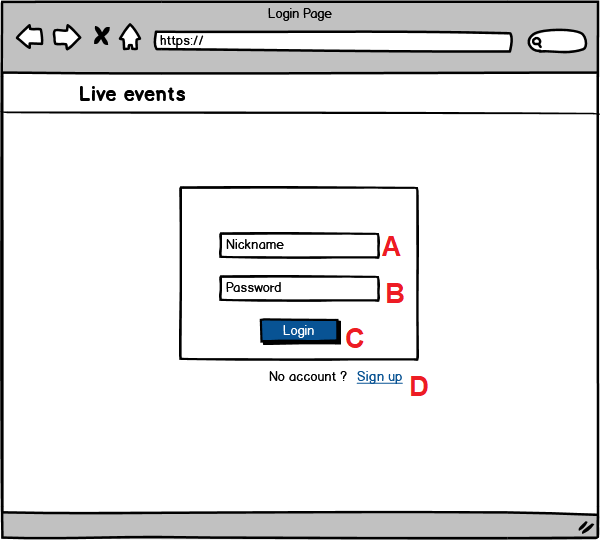 Login Page
https://
Live events
Nickname A
Password B
Login C
No account ? Sign up D